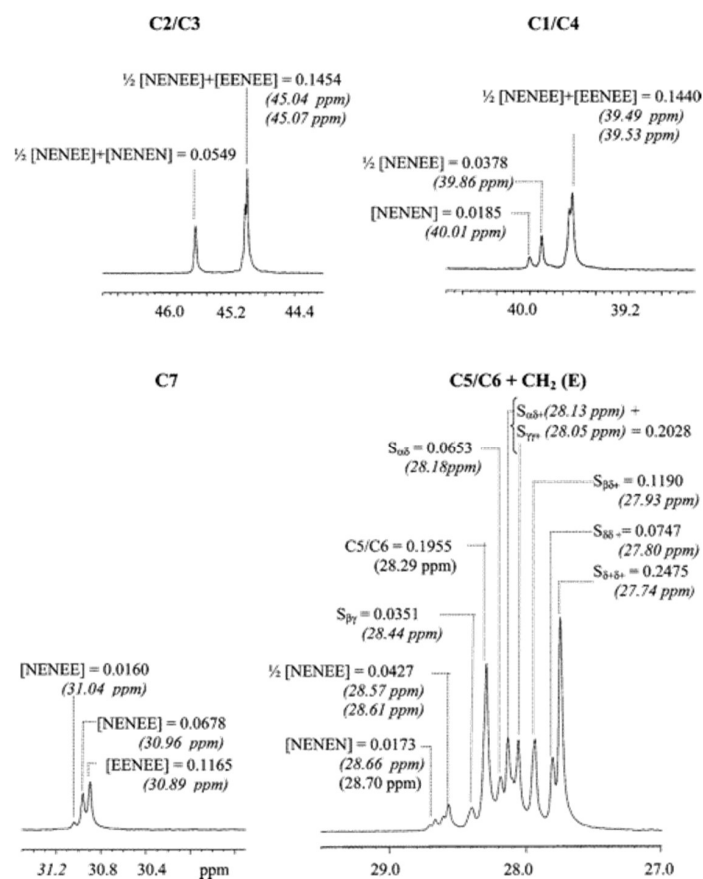 C2/C3
½ [NENEE]+[EENEE] = 0.1454
(45.04 ppm)
(45.07 ppm)
½ [NENEE]+[NENEN] = 0.0549
46.0 45.2 44.4
C1/C4
½ [NENEE]+[EENEE] = 0.1440
(39.49 ppm)
(39.53 ppm)
½ [NENEE] = 0.0378
(39.86 ppm)
[NENEN] = 0.0185
(40.01 ppm)
40.0 39.2
C7
[NENEE] = 0.0160
(31.04 ppm)
[NENEE] = 0.0678
(30.96 ppm)
[EENEE] = 0.1165
(30.89 ppm)
31.2 30.8 30.4 ppm
C5/C6 + CH₂ (E)
Sαδ+ (28.13 ppm) +
Sγγ+ (28.05 ppm) = 0.2028
Sαδ = 0.0653
(28.18ppm)
Sβδ+ = 0.1190
(27.93 ppm)
Sδδ+ = 0.0747
(27.80 ppm)
C5/C6 = 0.1955
(28.29 ppm)
Sδ+δ+ = 0.2475
(27.74 ppm)
Sβγ = 0.0351
(28.44 ppm)
½ [NENEE] = 0.0427
(28.57 ppm)
(28.61 ppm)
[NENEN] = 0.0173
(28.66 ppm)
(28.70 ppm)
29.0 28.0 27.0